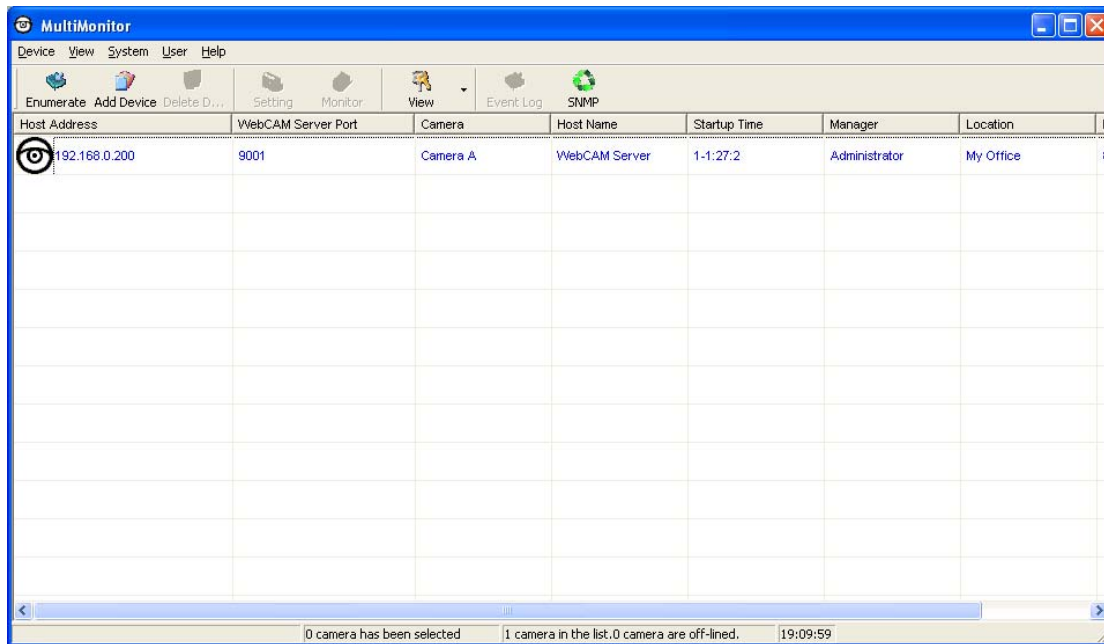 MultiMonitor
Device View System User Help
Enumerate Add Device Delete D... Setting Monitor View Event Log SNMP
Host Address WebCAM Server Port Camera Host Name Startup Time Manager Location
192.168.0.200 9001 Camera A WebCAM Server 1-1:27:2 Administrator My Office
0 camera has been selected 1 camera in the list.0 camera are off-lined. 19:09:59